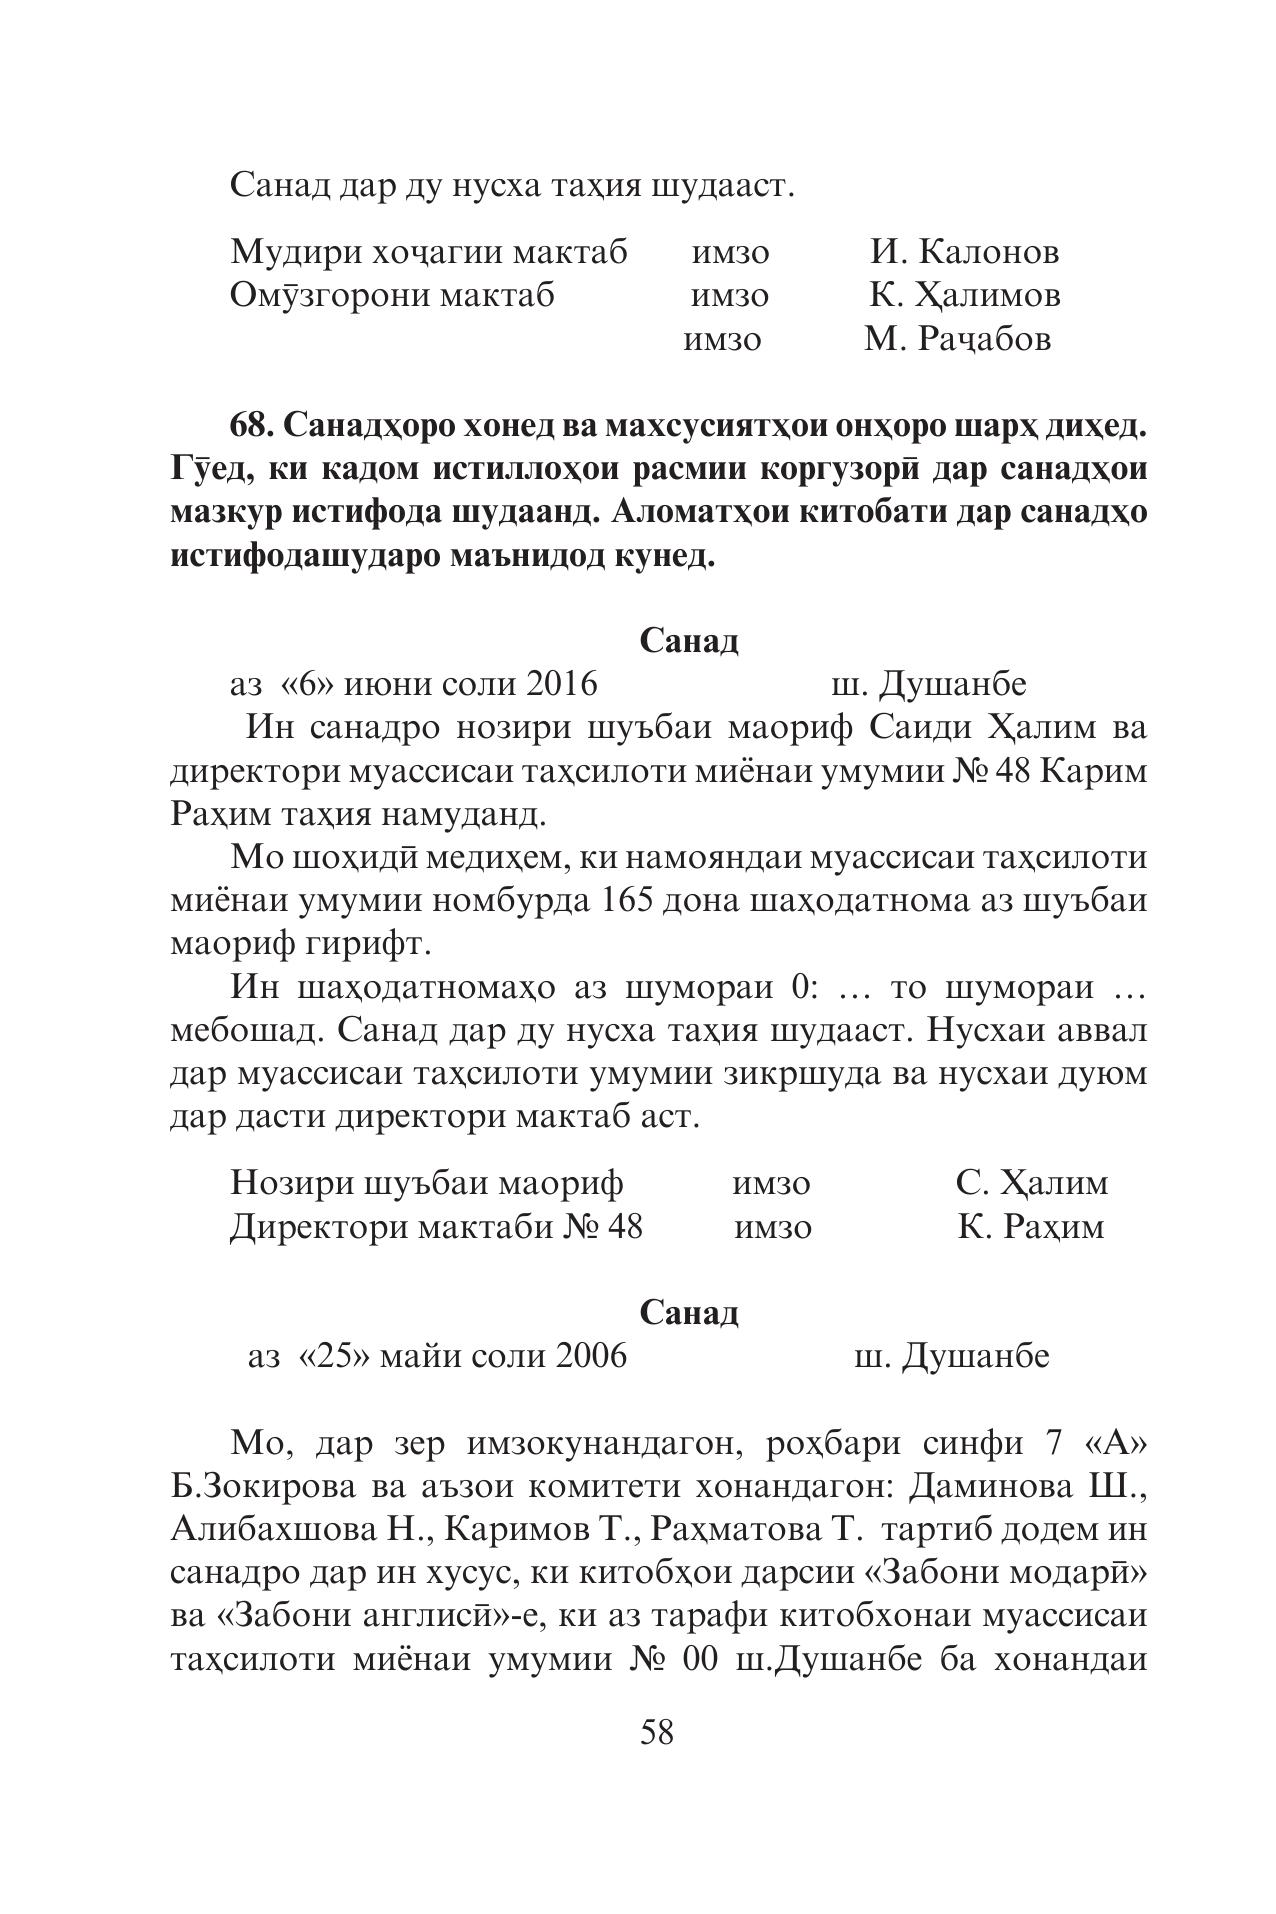 Санад дар ду нусха таҳия шудааст.
Мудири хоҷагии мактаб имзо И. Калонов
Омӯзгорони мактаб имзо К. Ҳалимов
имзо М. Раҷабов
68. Санадҳоро хонед ва махсусиятҳои онҳоро шарҳ диҳед.
Гӯед, ки кадом истиллоҳои расмии коргузорӣ дар санадҳои
мазкур истифода шудаанд. Аломатҳои китобати дар санадҳо
истифодашударо маънидод кунед.
Санад
аз «6» июни соли 2016 ш. Душанбе
Ин санадро нозири шуъбаи маориф Саиди Ҳалим ва
директори муассисаи таҳсилоти миёнаи умумии № 48 Карим
Раҳим таҳия намуданд.
Мо шоҳидӣ медиҳем, ки намояндаи муассисаи таҳсилоти
миёнаи умумии номбурда 165 дона шаҳодатнома аз шуъбаи
маориф гирифт.
Ин шаҳодатномаҳо аз шумораи 0: … то шумораи …
мебошад. Санад дар ду нусха таҳия шудааст. Нусхаи аввал
дар муассисаи таҳсилоти умумии зикршуда ва нусхаи дуюм
дар дасти директори мактаб аст.
Нозири шуъбаи маориф имзо С. Ҳалим
Директори мактаби № 48 имзо К. Раҳим
Санад
аз «25» майи соли 2006 ш. Душанбе
Мо, дар зер имзокунандагон, роҳбари синфи 7 «А»
Б.Зокирова ва аъзои комитети хонандагон: Даминова Ш.,
Алибахшова Н., Каримов Т., Раҳматова Т. тартиб додем ин
санадро дар ин хусус, ки китобҳои дарсии «Забони модарӣ»
ва «Забони англисӣ»-е, ки аз тарафи китобхонаи муассисаи
таҳсилоти миёнаи умумии № 00 ш.Душанбе ба хонандаи
58